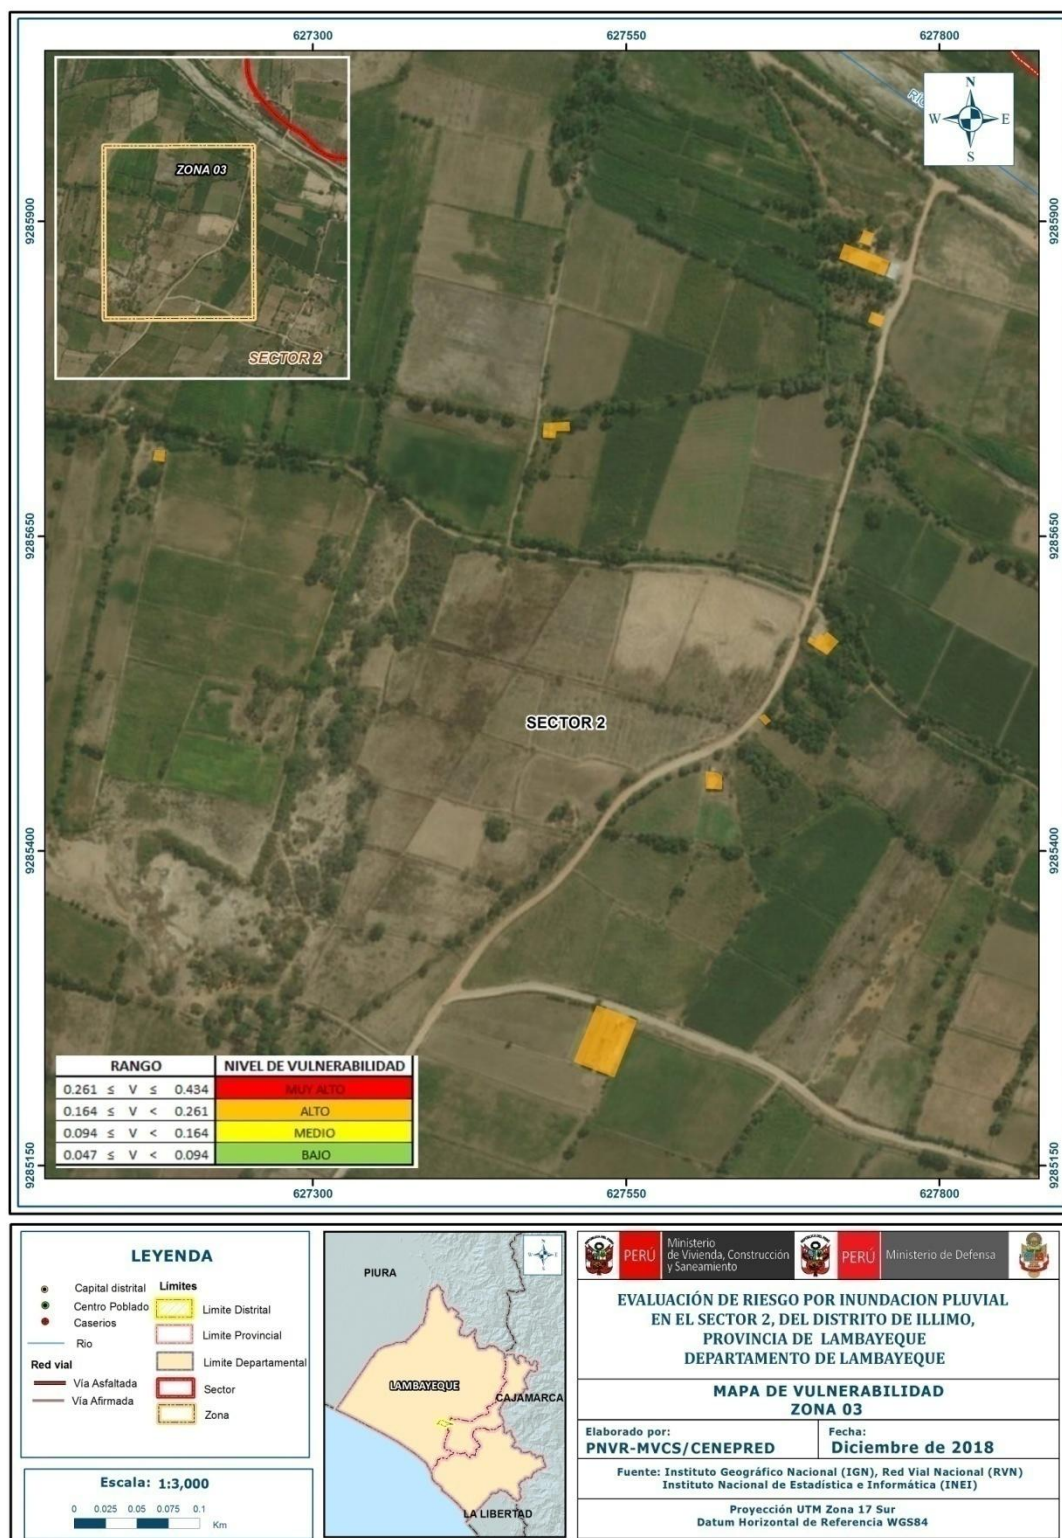 627300 627550 627800
ZONA 03
SECTOR 2
N
W E
S
9285900 9285900
9285650 9285650
SECTOR 2
9285400 9285400
9285150 9285150
RANGO NIVEL DE VULNERABILIDAD
0.261 ≤ V ≤ 0.434 MUY ALTO
0.164 ≤ V < 0.261 ALTO
0.094 ≤ V < 0.164 MEDIO
0.047 ≤ V < 0.094 BAJO
627300 627550 627800
LEYENDA
Capital distrital
Centro Poblado
Caserios
Rio
Red vial
Vía Asfaltada
Vía Afirmada
Limites
Limite Distrital
Limite Provincial
Limite Departamental
Sector
Zona
Escala: 1:3,000
0 0.025 0.05 0.075 0.1
Km
PIURA
LAMBAYEQUE
CAJAMARCA
LA LIBERTAD
PERÚ
Ministerio
de Vivienda, Construcción
y Saneamiento
PERÚ
Ministerio de Defensa
EVALUACIÓN DE RIESGO POR INUNDACION PLUVIAL
EN EL SECTOR 2, DEL DISTRITO DE ILLIMO,
PROVINCIA DE LAMBAYEQUE
DEPARTAMENTO DE LAMBAYEQUE
MAPA DE VULNERABILIDAD
ZONA 03
Elaborado por:
PNVR-MVCS/CENEPRED
Fecha:
Diciembre de 2018
Fuente: Instituto Geográfico Nacional (IGN), Red Vial Nacional (RVN)
Instituto Nacional de Estadística e Informática (INEI)
Proyección UTM Zona 17 Sur
Datum Horizontal de Referencia WGS84